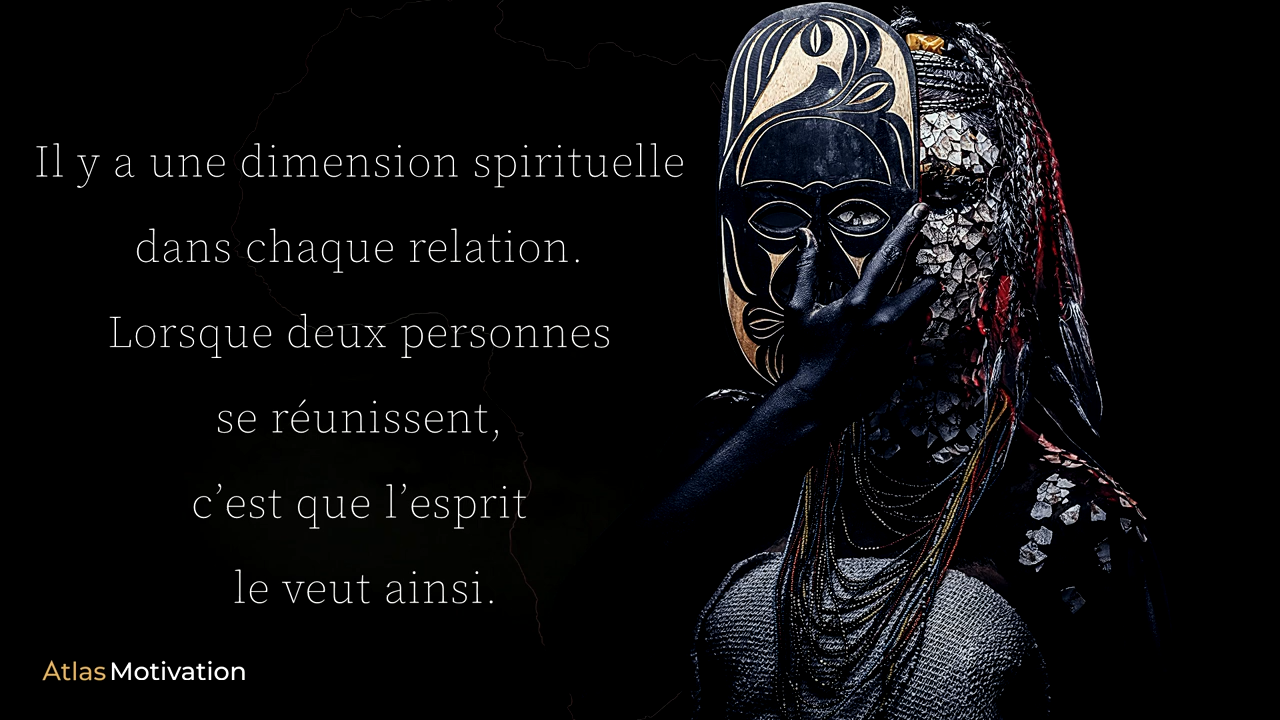 Il y a une dimension spirituelle
dans chaque relation.
Lorsque deux personnes
se réunissent,
c’est que l’esprit
le veut ainsi.
Atlas Motivation